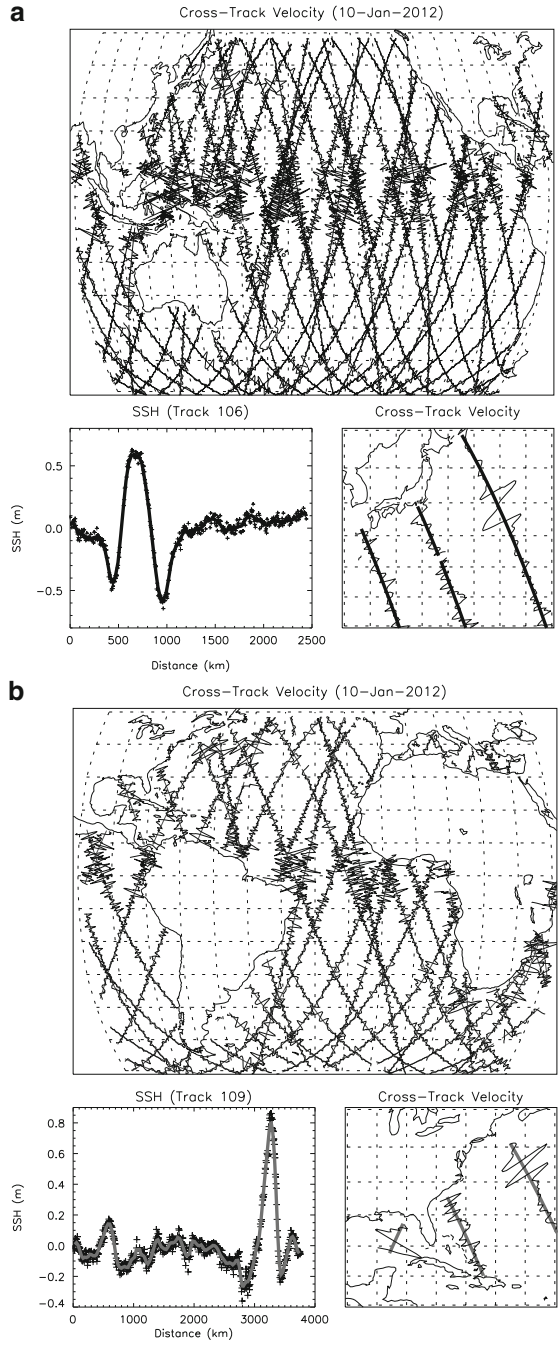 a
Cross-Track Velocity (10-Jan-2012)
SSH (Track 106)
SSH (m)
0.5
0.0
-0.5
0 500 1000 1500 2000 2500
Distance (km)
Cross-Track Velocity
b
Cross-Track Velocity (10-Jan-2012)
SSH (Track 109)
SSH (m)
0.8
0.6
0.4
0.2
0.0
-0.2
-0.4
0 1000 2000 3000 4000
Distance (km)
Cross-Track Velocity